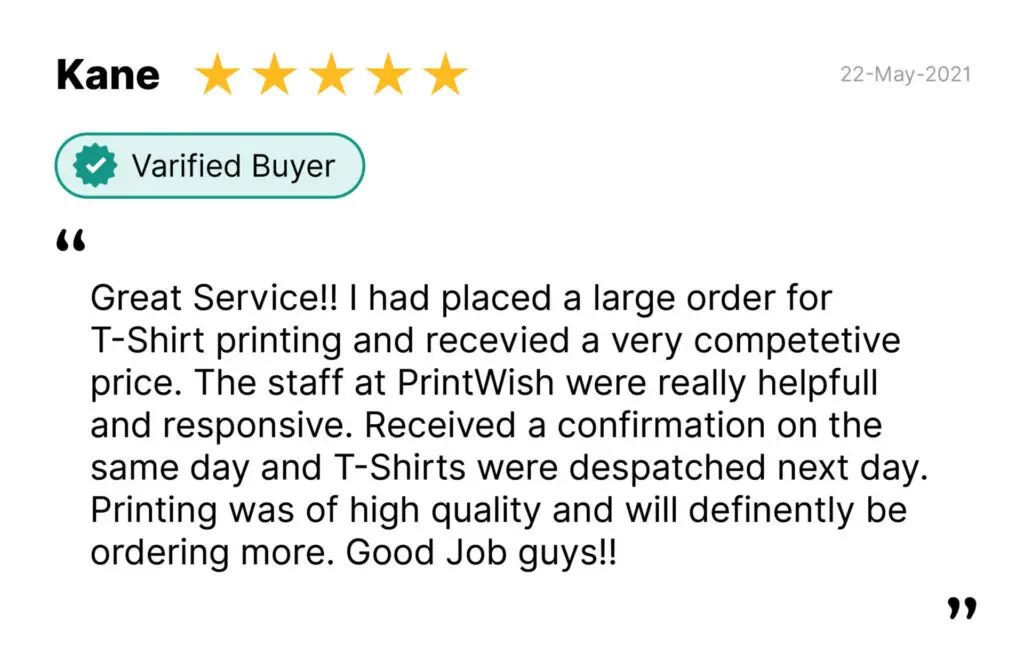 Kane
22-May-2021
Varified Buyer
“
Great Service!! I had placed a large order for
T-Shirt printing and recevied a very competetive
price. The staff at PrintWish were really helpfull
and responsive. Received a confirmation on the
same day and T-Shirts were despatched next day.
Printing was of high quality and will definently be
ordering more. Good Job guys!!
”